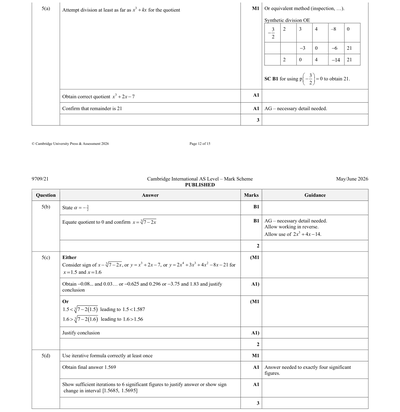 5(a) Attempt division at least as far as x³ + kx for the quotient M1 Or equivalent method (inspection, …).
Synthetic division OE
2 3 4 −8 0
−3 0 −6 21
2 0 4 −14 21
SC B1 for using p(−3/2) = 0 to obtain 21.
Obtain correct quotient x³ + 2x − 7 A1
Confirm that remainder is 21 A1 AG – necessary detail needed.
3
© Cambridge University Press & Assessment 2026 Page 12 of 15
9709/21 Cambridge International AS Level – Mark Scheme May/June 2026
PUBLISHED
Question Answer Marks Guidance
5(b) State B1
Equate quotient to 0 and confirm x = ∛(7 − 2x) B1 AG – necessary detail needed.
Allow working in reverse.
Allow use of 2x³ + 4x − 14.
2
5(c) Either (M1
Consider sign of x − ∛(7 − 2x), or y = x³ + 2x − 7, or y = 2x⁴ + 3x³ + 4x² − 8x − 21 for
x = 1.5 and x = 1.6
Obtain −0.08... and 0.03… or −0.625 and 0.296 or −3.75 and 1.83 and justify A1)
conclusion
Or (M1
1.5 < ∛(7 − 2(1.5)) leading to 1.5 < 1.587
1.6 > ∛(7 − 2(1.6)) leading to 1.6 > 1.56
Justify conclusion A1)
2
5(d) Use iterative formula correctly at least once M1
Obtain final answer 1.569 A1 Answer needed to exactly four significant
figures.
Show sufficient iterations to 6 significant figures to justify answer or show sign A1
change in interval [1.5685, 1.5695]
3